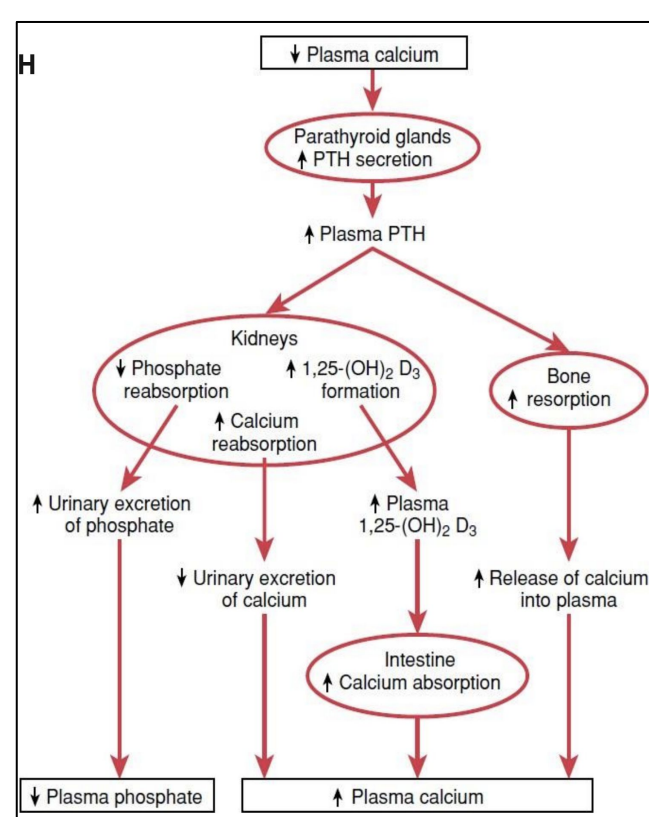 H
↓ Plasma calcium
Parathyroid glands
↑ PTH secretion
↑ Plasma PTH
Kidneys
↓ Phosphate
reabsorption
↑ 1,25-(OH)₂ D₃
formation
↑ Calcium
reabsorption
Bone
↑ resorption
↑ Urinary excretion
of phosphate
↑ Plasma
1,25-(OH)₂ D₃
↓ Urinary excretion
of calcium
↑ Release of calcium
into plasma
Intestine
↑ Calcium absorption
↓ Plasma phosphate
↑ Plasma calcium